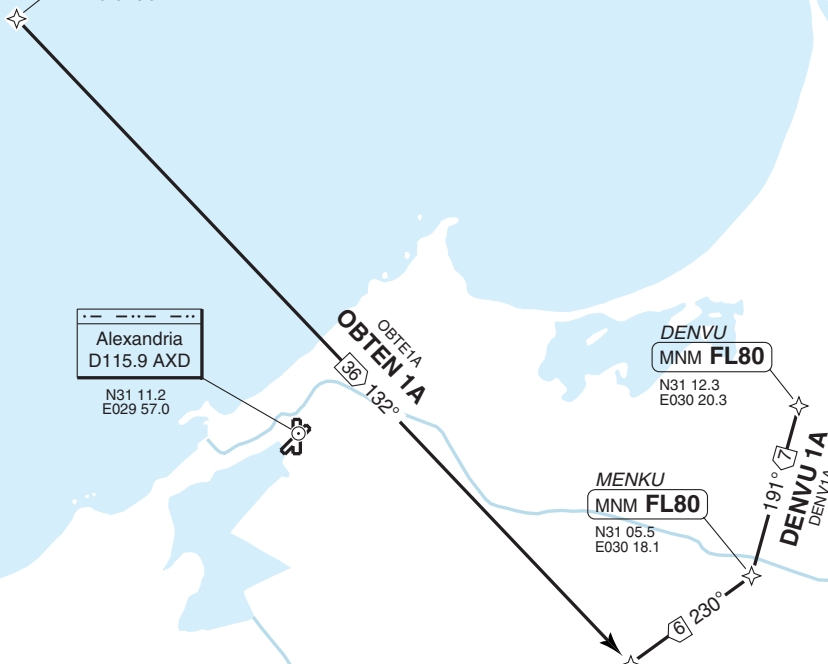 Alexandria
D115.9 AXD
N31 11.2
E029 57.0
OBTE1A
OBTEN 1A
36
132°
DENVU
MNM FL80
N31 12.3
E030 20.3
7
191°
DENVU 1A
DENV1A
MENKU
MNM FL80
N31 05.5
E030 18.1
6
230°